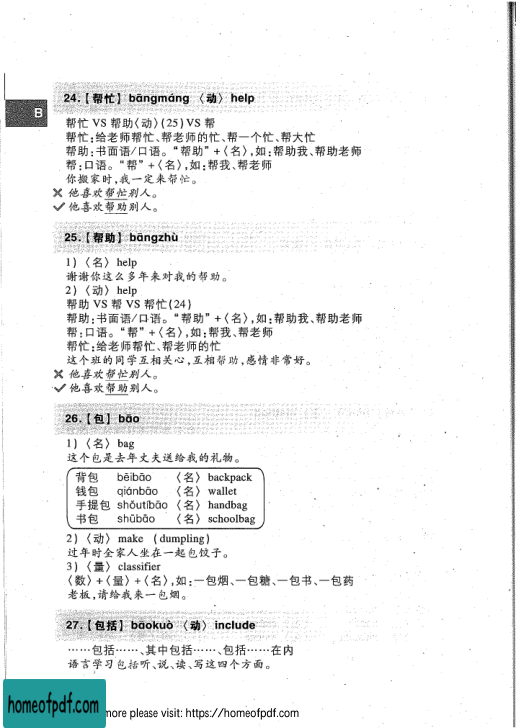 24.【帮忙】bāngmáng 〈动〉help
B
帮忙 VS 帮助〈动〉(25) VS 帮
帮忙:给老师帮忙、帮老师的忙、帮一个忙、帮大忙
帮助:书面语/口语。“帮助”+〈名〉,如:帮助我、帮助老师
帮:口语。“帮”+〈名〉,如:帮我、帮老师
你搬家时,我一定来帮忙。
✗ 他喜欢帮忙别人。
✓ 他喜欢帮助别人。
25.【帮助】bāngzhù
1)〈名〉help
谢谢你这么多年来对我的帮助。
2)〈动〉help
帮助 VS 帮 VS 帮忙(24)
帮助:书面语/口语。“帮助”+〈名〉,如:帮助我、帮助老师
帮:口语。“帮”+〈名〉,如:帮我、帮老师
帮忙:给老师帮忙、帮老师的忙
这个班的同学互相关心,互相帮助,感情非常好。
✗ 他喜欢帮忙别人。
✓ 他喜欢帮助别人。
26.【包】bāo
1)〈名〉bag
这个包是去年丈夫送给我的礼物。
背包 bēibāo 〈名〉backpack
钱包 qiánbāo 〈名〉wallet
手提包 shǒutíbāo 〈名〉handbag
书包 shūbāo 〈名〉schoolbag
2)〈动〉make (dumpling)
过年时全家人坐在一起包饺子。
3)〈量〉classifier
〈数〉+〈量〉+〈名〉,如:一包烟、一包糖、一包书、一包药
老板,请给我来一包烟。
27.【包括】bāokuò 〈动〉include
……包括……、其中包括……、包括……在内
语言学习包括听、说、读、写这四个方面。
homeofpdf.com
more please visit: https://homeofpdf.com